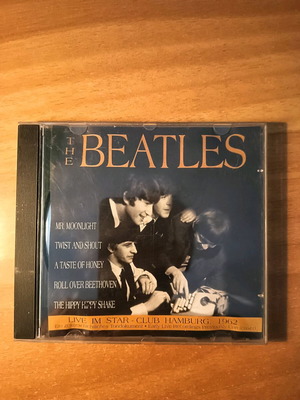 THE
BEATLES
MR. MOONLIGHT
TWIST AND SHOUT
A TASTE OF HONEY
ROLL OVER BEETHOVEN
THE HIPPY HIPPY SHAKE
LIVE IM STAR-CLUB HAMBURG 1962